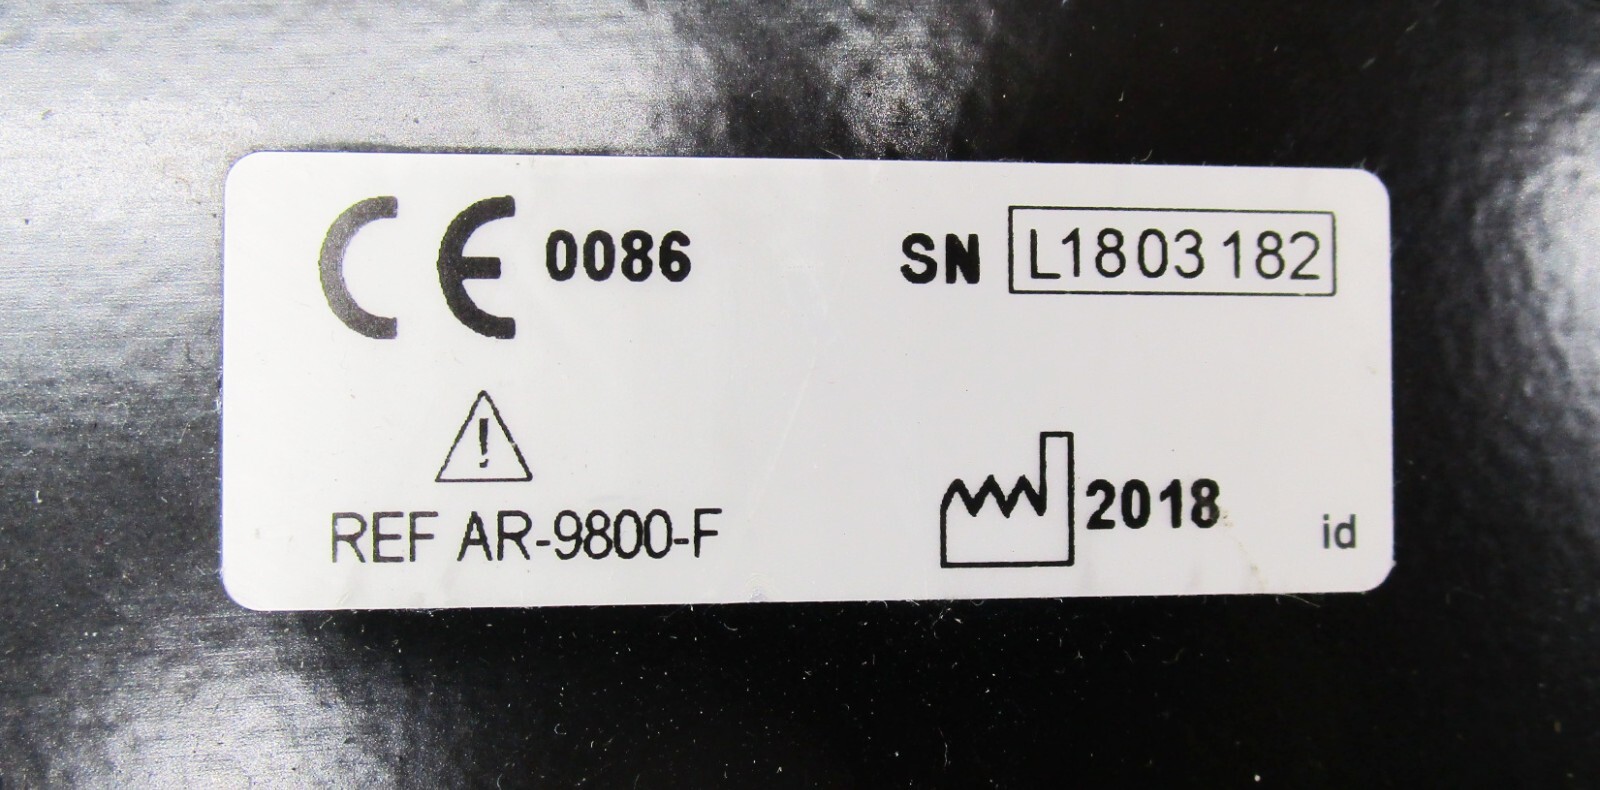 CE 0086
SN L1803182
!
REF AR-9800-F
2018
id